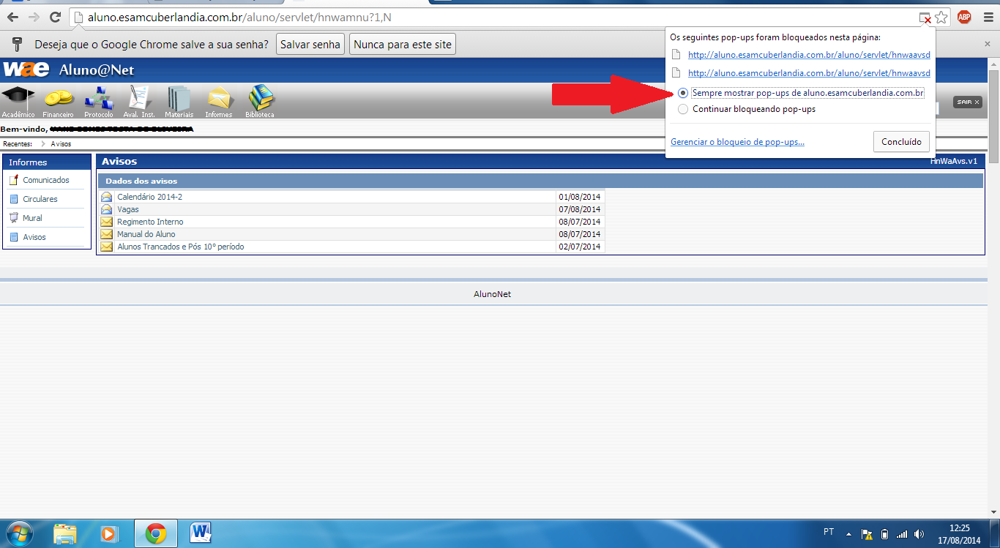 aluno.esamcuberlandia.com.br/aluno/servlet/hnwamnu?1,N
ABP
Deseja que o Google Chrome salve a sua senha?
Salvar senha
Nunca para este site
Os seguintes pop-ups foram bloqueados nesta página:
http://aluno.esamcuberlandia.com.br/aluno/servlet/hnwaavsd
http://aluno.esamcuberlandia.com.br/aluno/servlet/hnwaavsd
Sempre mostrar pop-ups de aluno.esamcuberlandia.com.br
Continuar bloqueando pop-ups
Gerenciar o bloqueio de pop-ups...
Concluído
wae Aluno@Net
Acadêmico Financeiro Protocolo Aval. Inst. Materiais Informes Biblioteca
SAIR X
Bem-vindo,
Recentes: Avisos
Informes
Comunicados
Circulares
Mural
Avisos
Avisos
HnWaAvs.v1
Dados dos avisos
Calendário 2014-2 01/08/2014
Vagas 07/08/2014
Regimento Interno 08/07/2014
Manual do Aluno 08/07/2014
Alunos Trancados e Pós 10° período 02/07/2014
AlunoNet
W
PT
12:25
17/08/2014